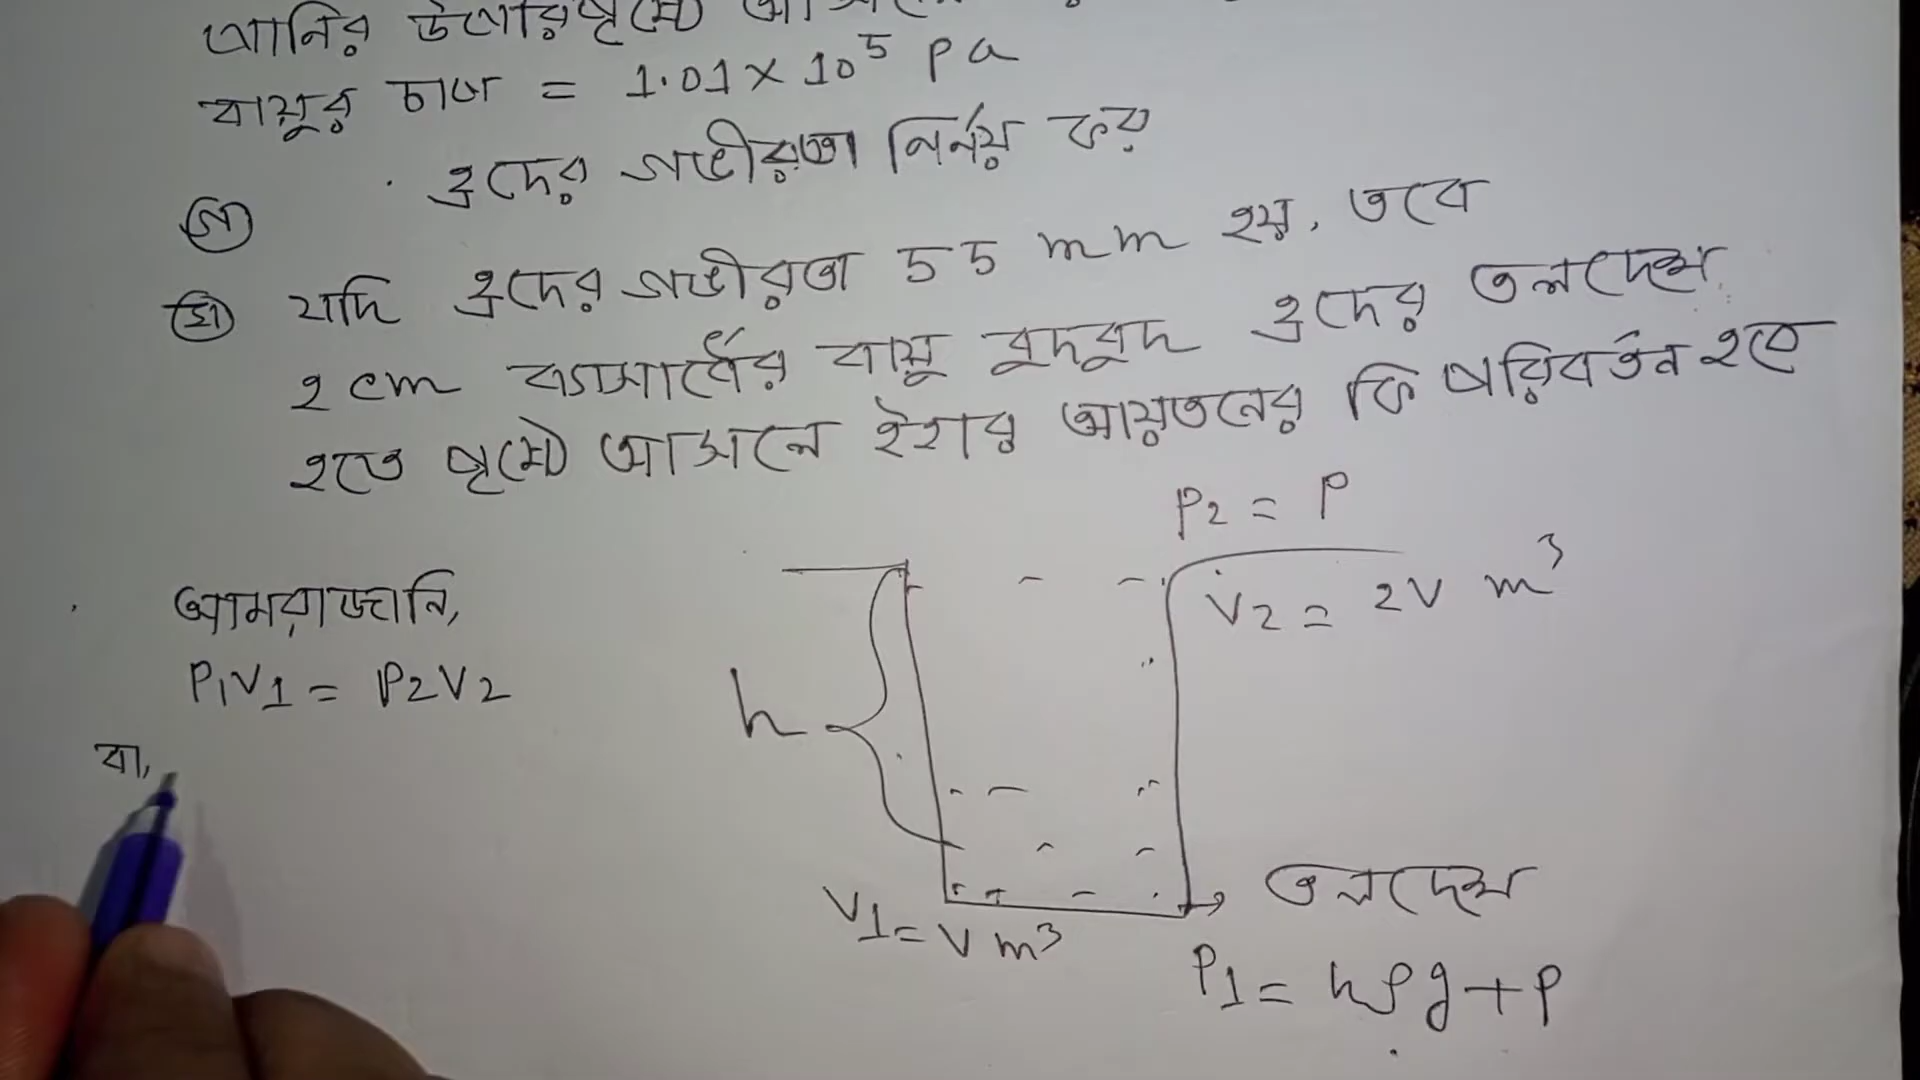 পানির উপরিপৃষ্ঠে
বায়ুর চাপ = 1.01 × 10⁵ pa
(গ) হ্রদের গভীরতা নির্ণয় কর
(ঘ) যদি হ্রদের গভীরতা 55 mm হয়, তবে
2 cm ব্যাসার্ধের বায়ু বুদবুদ হ্রদের তলদেশ
হতে পৃষ্ঠে আসলে ইহার আয়তনের কি পরিবর্তন হবে
P₂ = P
V₂ = 2V m³
আমরা জানি,
P₁V₁ = P₂V₂
h
বা,
তলদেশ
V₁ = V m³
P₁ = hρg + P